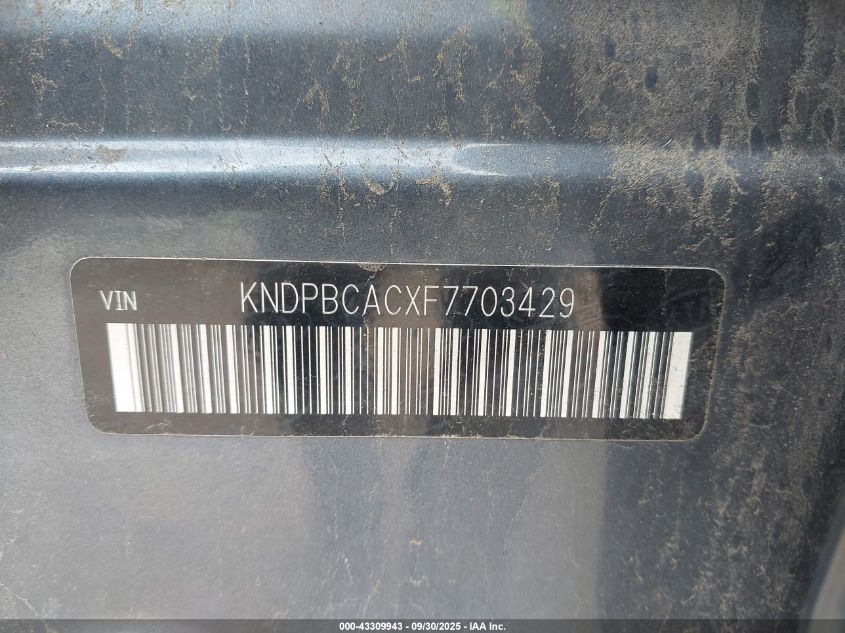 VIN KNDPBCACXF7703429
000-43309943 - 09/30/2025 - IAA Inc.